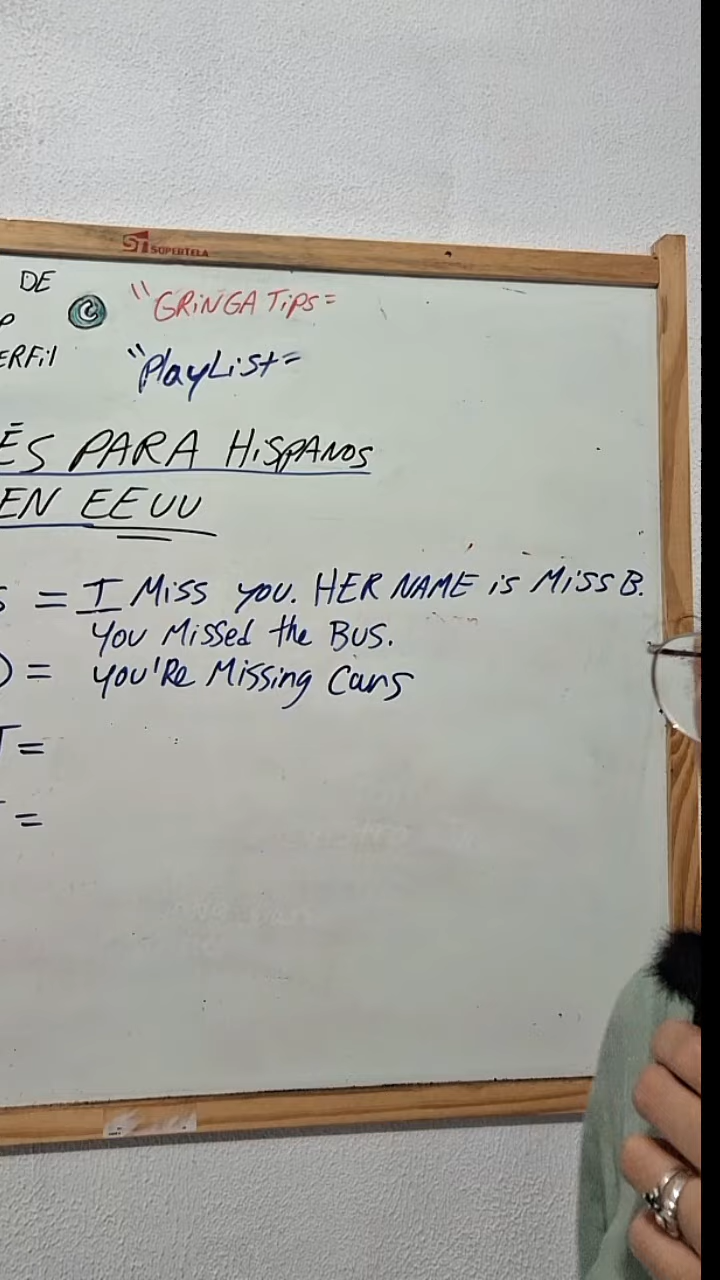 SUPERTELA
DE
"GRINGA TiPS=
P
ERFil
"PlayList=
ÉS PARA HiSPANOS
EN EEUU
S = I Miss you. HER NAME is MiSS B.
you Missed the BUS.
= you'Re Missing Cans
T=
=